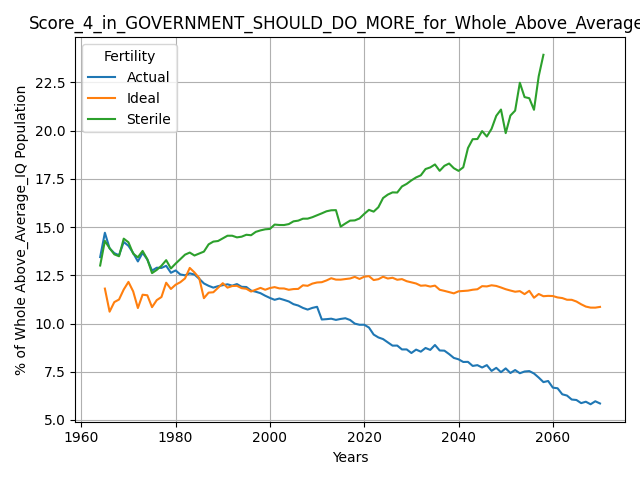 Score_4_in_GOVERNMENT_SHOULD_DO_MORE_for_Whole_Above_Average
Fertility
Actual
Ideal
Sterile
% of Whole Above_Average_IQ Population
22.5
20.0
17.5
15.0
12.5
10.0
7.5
5.0
1960 1980 2000 2020 2040 2060
Years